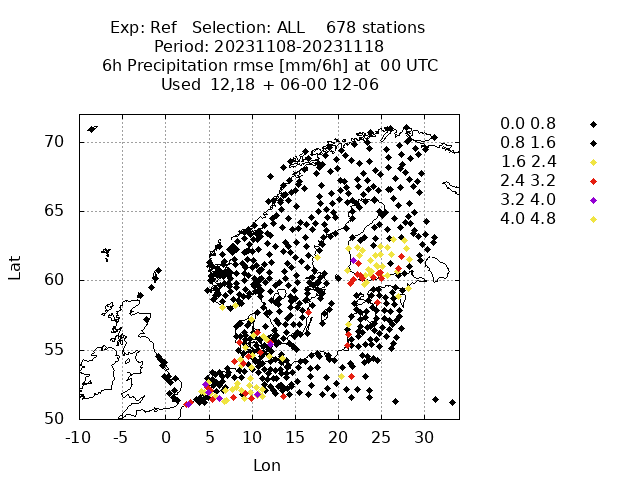 Exp: Ref   Selection: ALL    678 stations
Period: 20231108-20231118
6h Precipitation rmse [mm/6h] at  00 UTC
Used  12,18 + 06-00 12-06
0.0 0.8
0.8 1.6
1.6 2.4
2.4 3.2
3.2 4.0
4.0 4.8
70
65
60
55
50
Lat
-10 -5 0 5 10 15 20 25 30
Lon